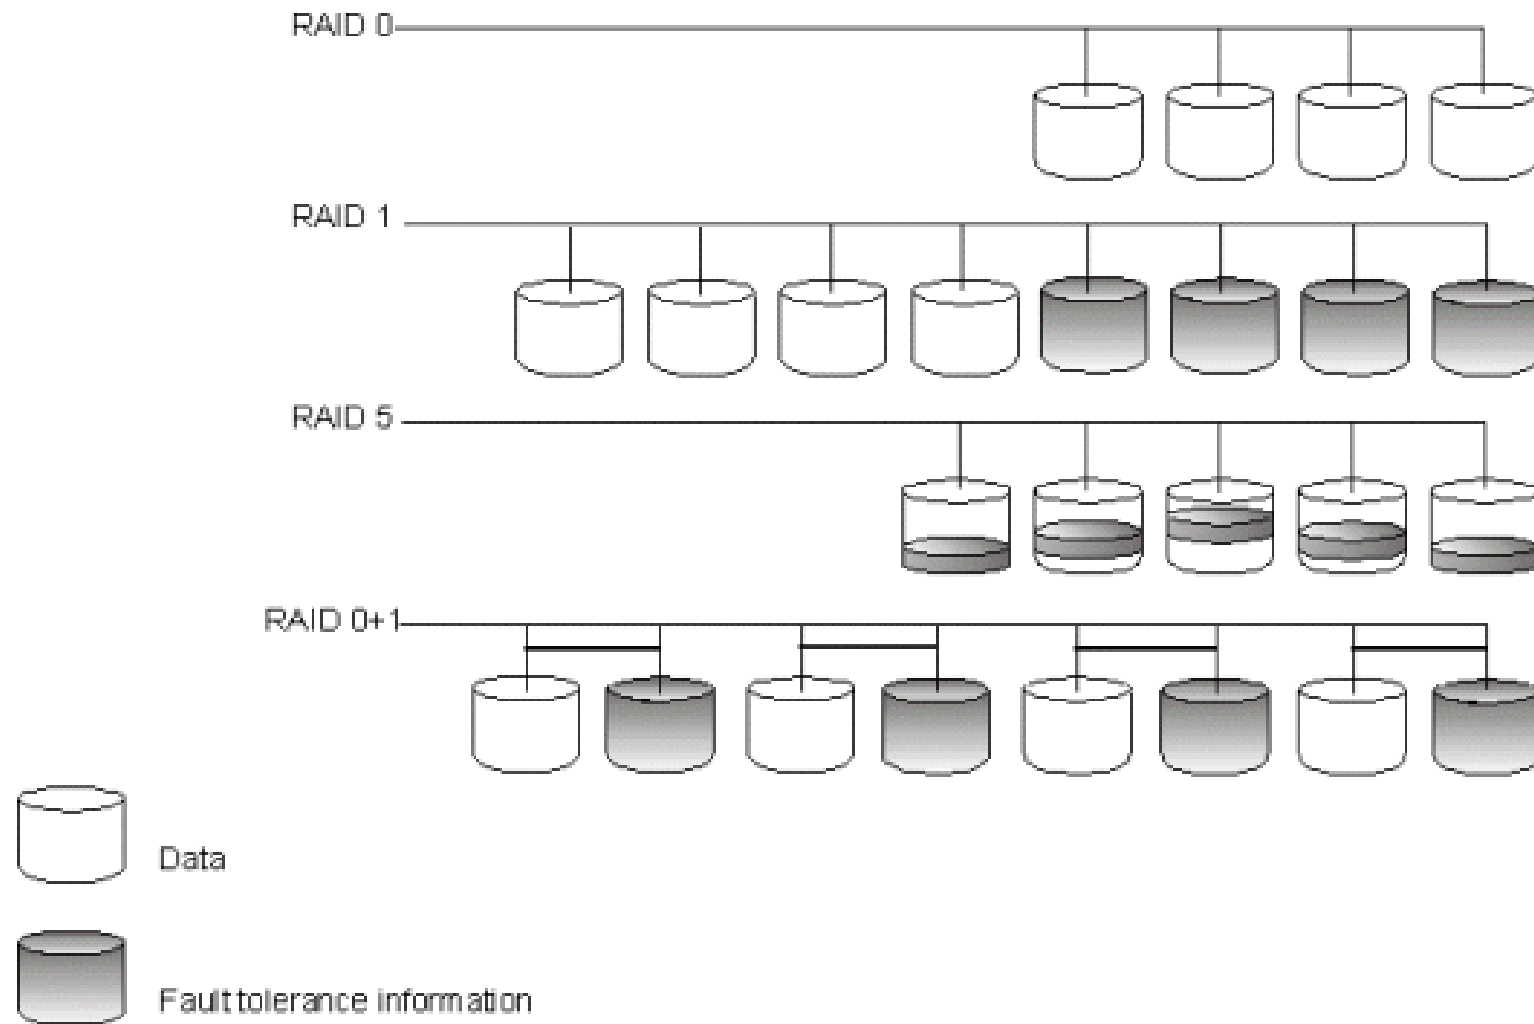 RAID 0
RAID 1
RAID 5
RAID 0+1
Data
Fault tolerance information